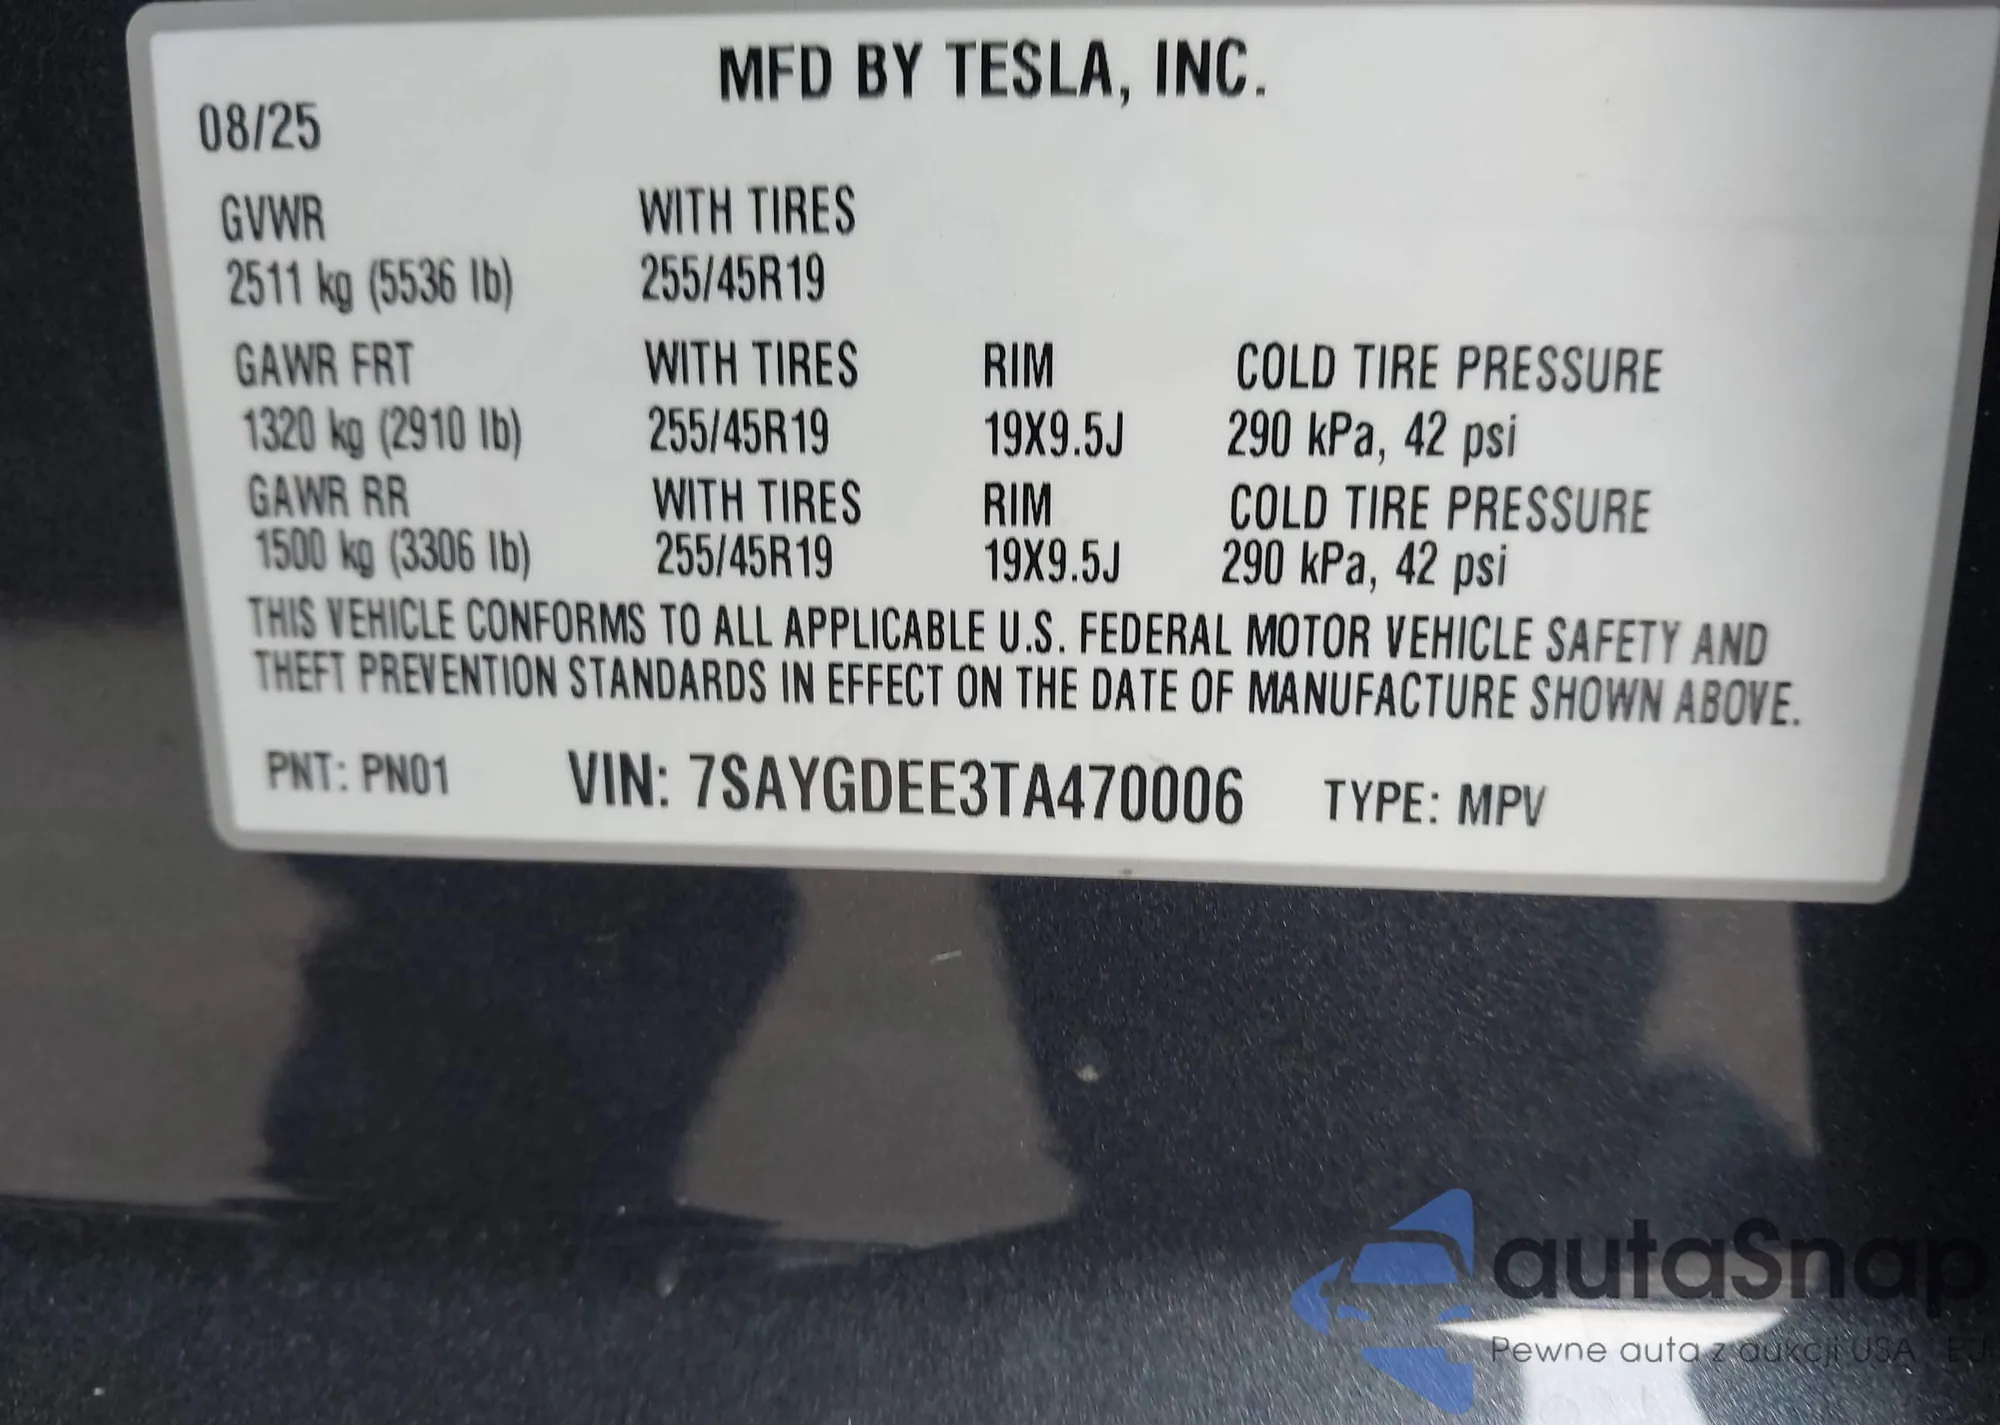 MFD BY TESLA, INC.
08/25
GVWR WITH TIRES
2511 kg (5536 lb) 255/45R19
GAWR FRT WITH TIRES RIM COLD TIRE PRESSURE
1320 kg (2910 lb) 255/45R19 19X9.5J 290 kPa, 42 psi
GAWR RR WITH TIRES RIM COLD TIRE PRESSURE
1500 kg (3306 lb) 255/45R19 19X9.5J 290 kPa, 42 psi
THIS VEHICLE CONFORMS TO ALL APPLICABLE U.S. FEDERAL MOTOR VEHICLE SAFETY AND
THEFT PREVENTION STANDARDS IN EFFECT ON THE DATE OF MANUFACTURE SHOWN ABOVE.
PNT: PN01 VIN: 7SAYGDEE3TA470006 TYPE: MPV
autaSnap
Pewne auta z aukcji USA